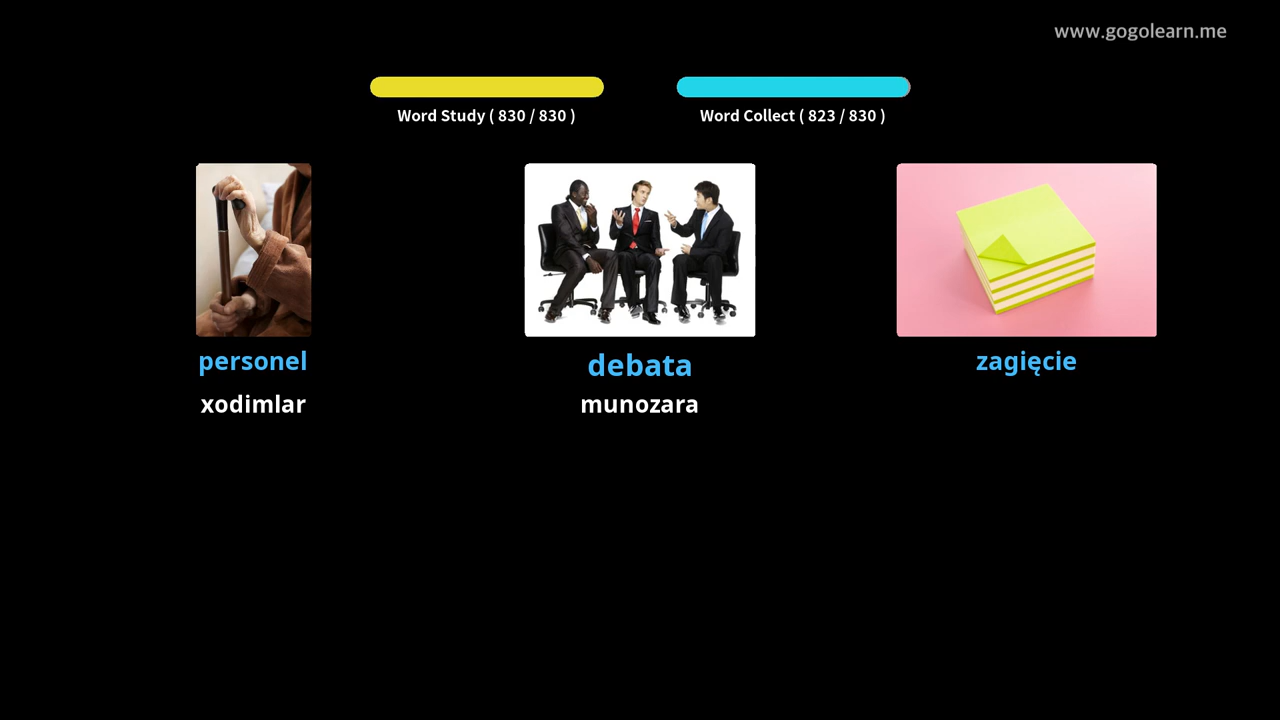 www.gogolearn.me
Word Study ( 830 / 830 )
Word Collect ( 823 / 830 )
personel
xodimlar
debata
munozara
zagięcie